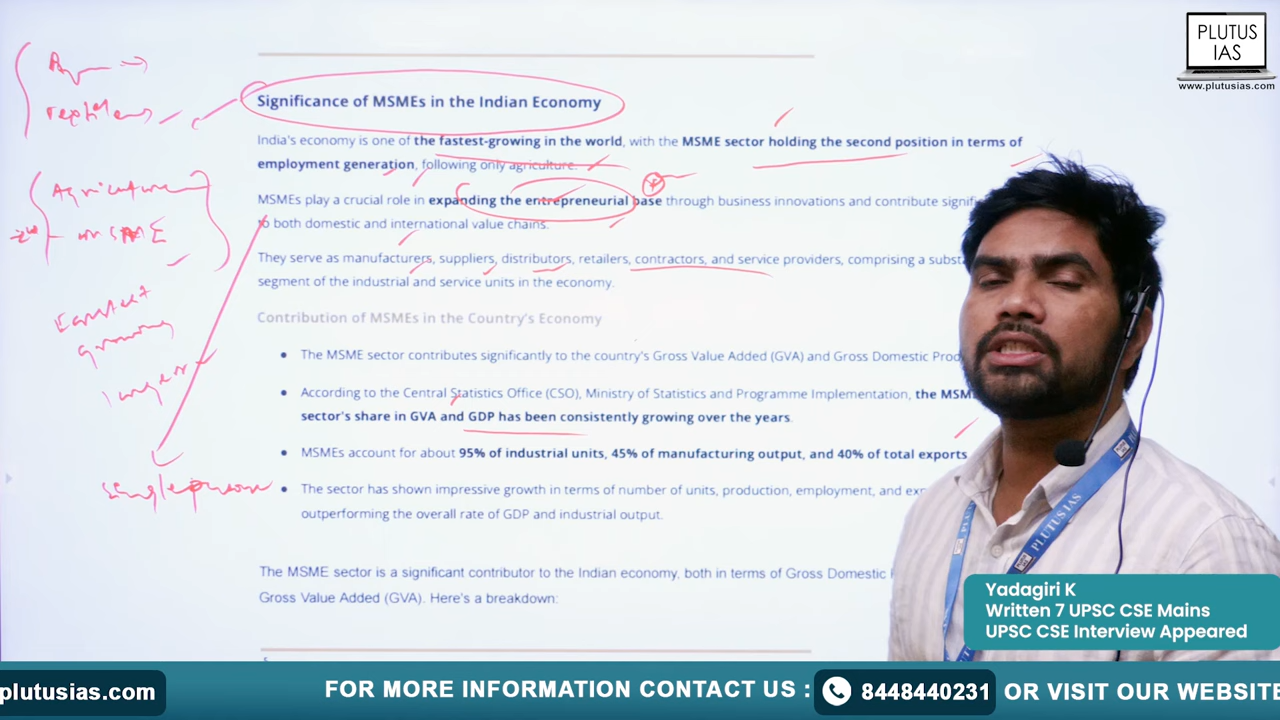 PLUTUS
IAS
www.plutusias.com
Significance of MSMEs in the Indian Economy
India's economy is one of the fastest-growing in the world, with the MSME sector holding the second position in terms of
employment generation, following only agriculture.
MSMEs play a crucial role in expanding the entrepreneurial base through business innovations and contribute signifi
to both domestic and international value chains.
They serve as manufacturers, suppliers, distributors, retailers, contractors, and service providers, comprising a subst
segment of the industrial and service units in the economy.
Contribution of MSMEs in the Country's Economy
The MSME sector contributes significantly to the country's Gross Value Added (GVA) and Gross Domestic Prod
According to the Central Statistics Office (CSO), Ministry of Statistics and Programme Implementation, the MSM
sector's share in GVA and GDP has been consistently growing over the years.
MSMEs account for about 95% of industrial units, 45% of manufacturing output, and 40% of total exports
The sector has shown impressive growth in terms of number of units, production, employment, and exp
outperforming the overall rate of GDP and industrial output.
The MSME sector is a significant contributor to the Indian economy, both in terms of Gross Domestic
Gross Value Added (GVA). Here's a breakdown:
Agriculture
MSME
growing
PLUTUS IAS
Yadagiri K
Written 7 UPSC CSE Mains
UPSC CSE Interview Appeared
plutusias.com
FOR MORE INFORMATION CONTACT US : 8448440231 OR VISIT OUR WEBSITE